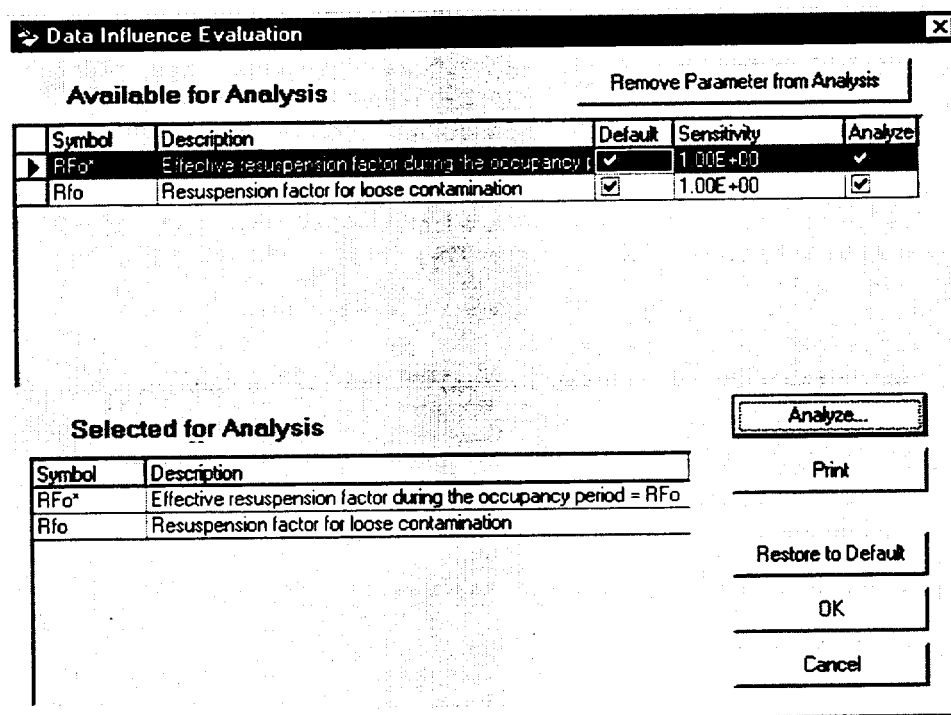 Data Influence Evaluation
Available for Analysis
Remove Parameter from Analysis
Symbol Description Default Sensitivity Analyze
RFo* Effective resuspension factor during the occupancy p 1.00E+00
Rfo Resuspension factor for loose contamination 1.00E+00
Selected for Analysis
Analyze...
Symbol Description
Print
RFo* Effective resuspension factor during the occupancy period = RFo
Rfo Resuspension factor for loose contamination
Restore to Default
OK
Cancel